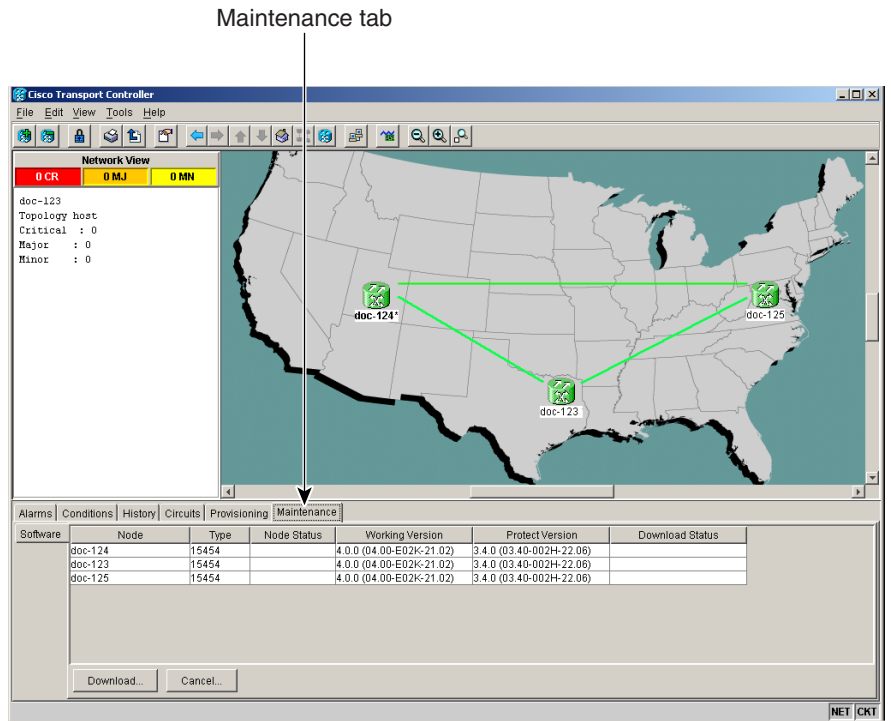 Maintenance tab
Cisco Transport Controller
File Edit View Tools Help
Network View
0 CR 0 MJ 0 MN
doc-123
Topology host
Critical : 0
Major : 0
Minor : 0
doc-124*
doc-125
doc-123
Alarms Conditions History Circuits Provisioning Maintenance
Software Node Type Node Status Working Version Protect Version Download Status
doc-124 15454 4.0.0 (04.00-E02K-21.02) 3.4.0 (03.40-002H-22.06)
doc-123 15454 4.0.0 (04.00-E02K-21.02) 3.4.0 (03.40-002H-22.06)
doc-125 15454 4.0.0 (04.00-E02K-21.02) 3.4.0 (03.40-002H-22.06)
Download... Cancel...
NET CKT